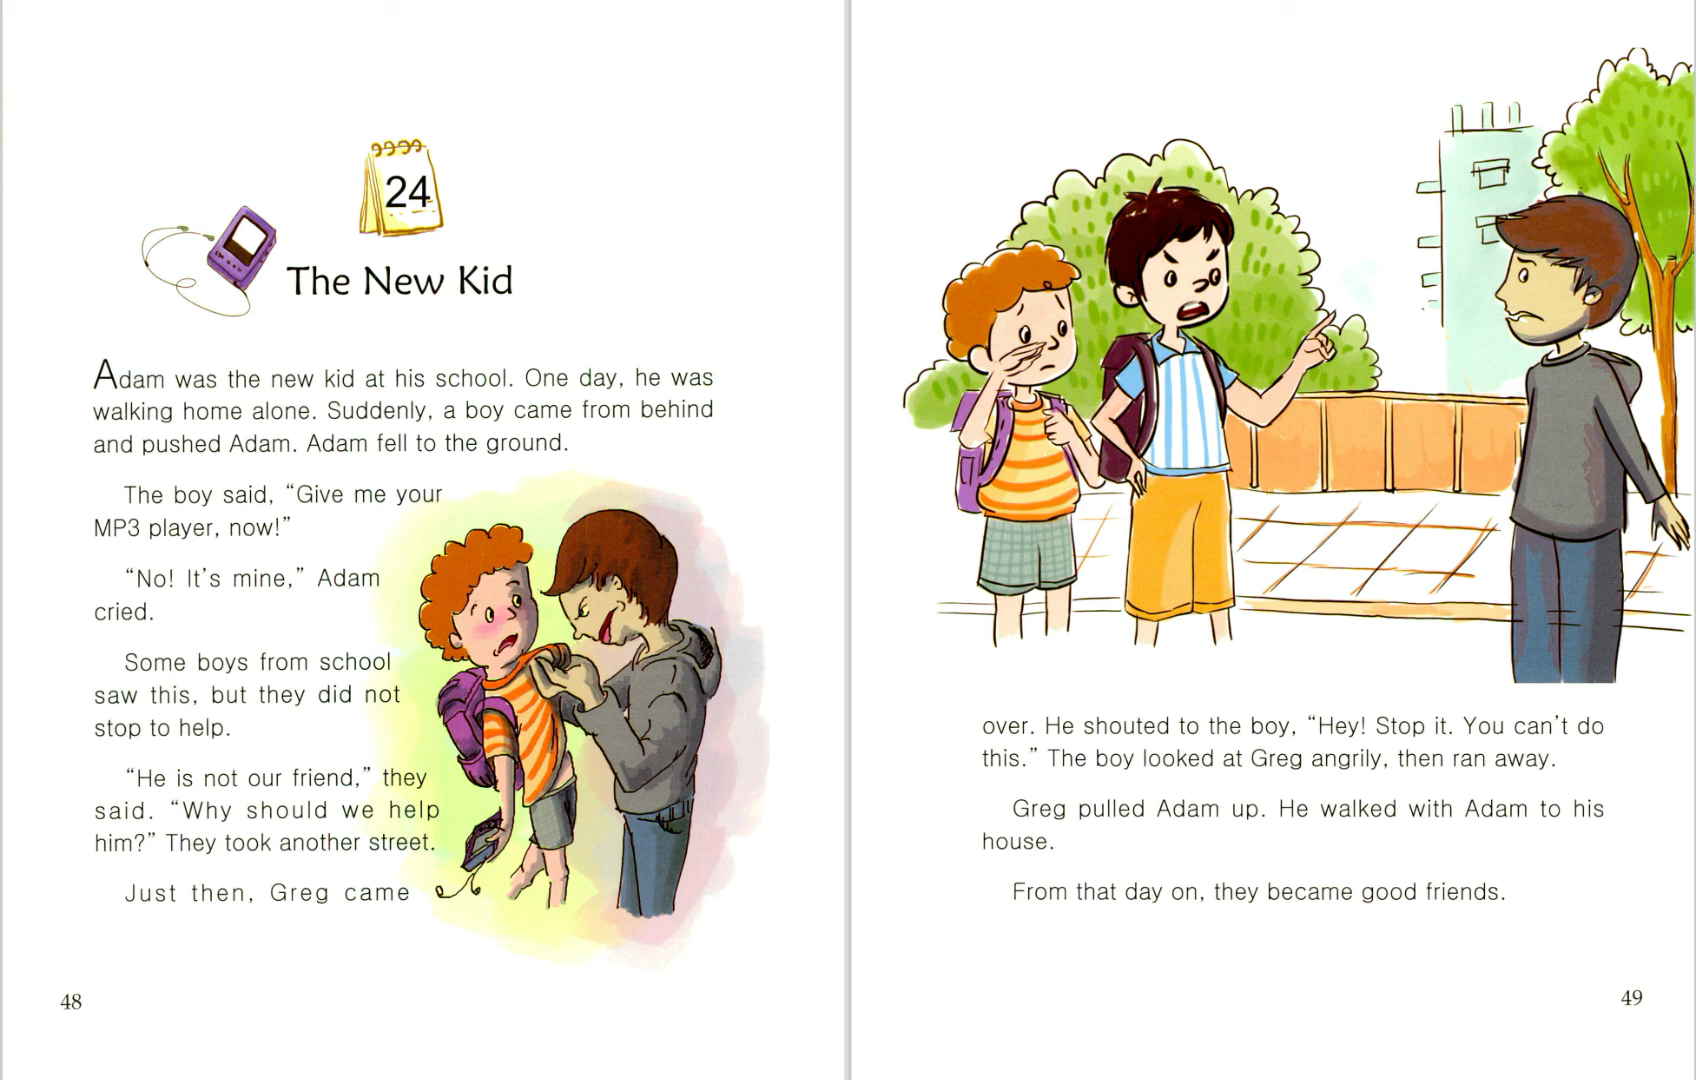 24
The New Kid
Adam was the new kid at his school. One day, he was
walking home alone. Suddenly, a boy came from behind
and pushed Adam. Adam fell to the ground.
The boy said, “Give me your
MP3 player, now!”
“No! It’s mine,” Adam
cried.
Some boys from school
saw this, but they did not
stop to help.
“He is not our friend,” they
said. “Why should we help
him?” They took another street.
Just then, Greg came
48
over. He shouted to the boy, “Hey! Stop it. You can’t do
this.” The boy looked at Greg angrily, then ran away.
Greg pulled Adam up. He walked with Adam to his
house.
From that day on, they became good friends.
49